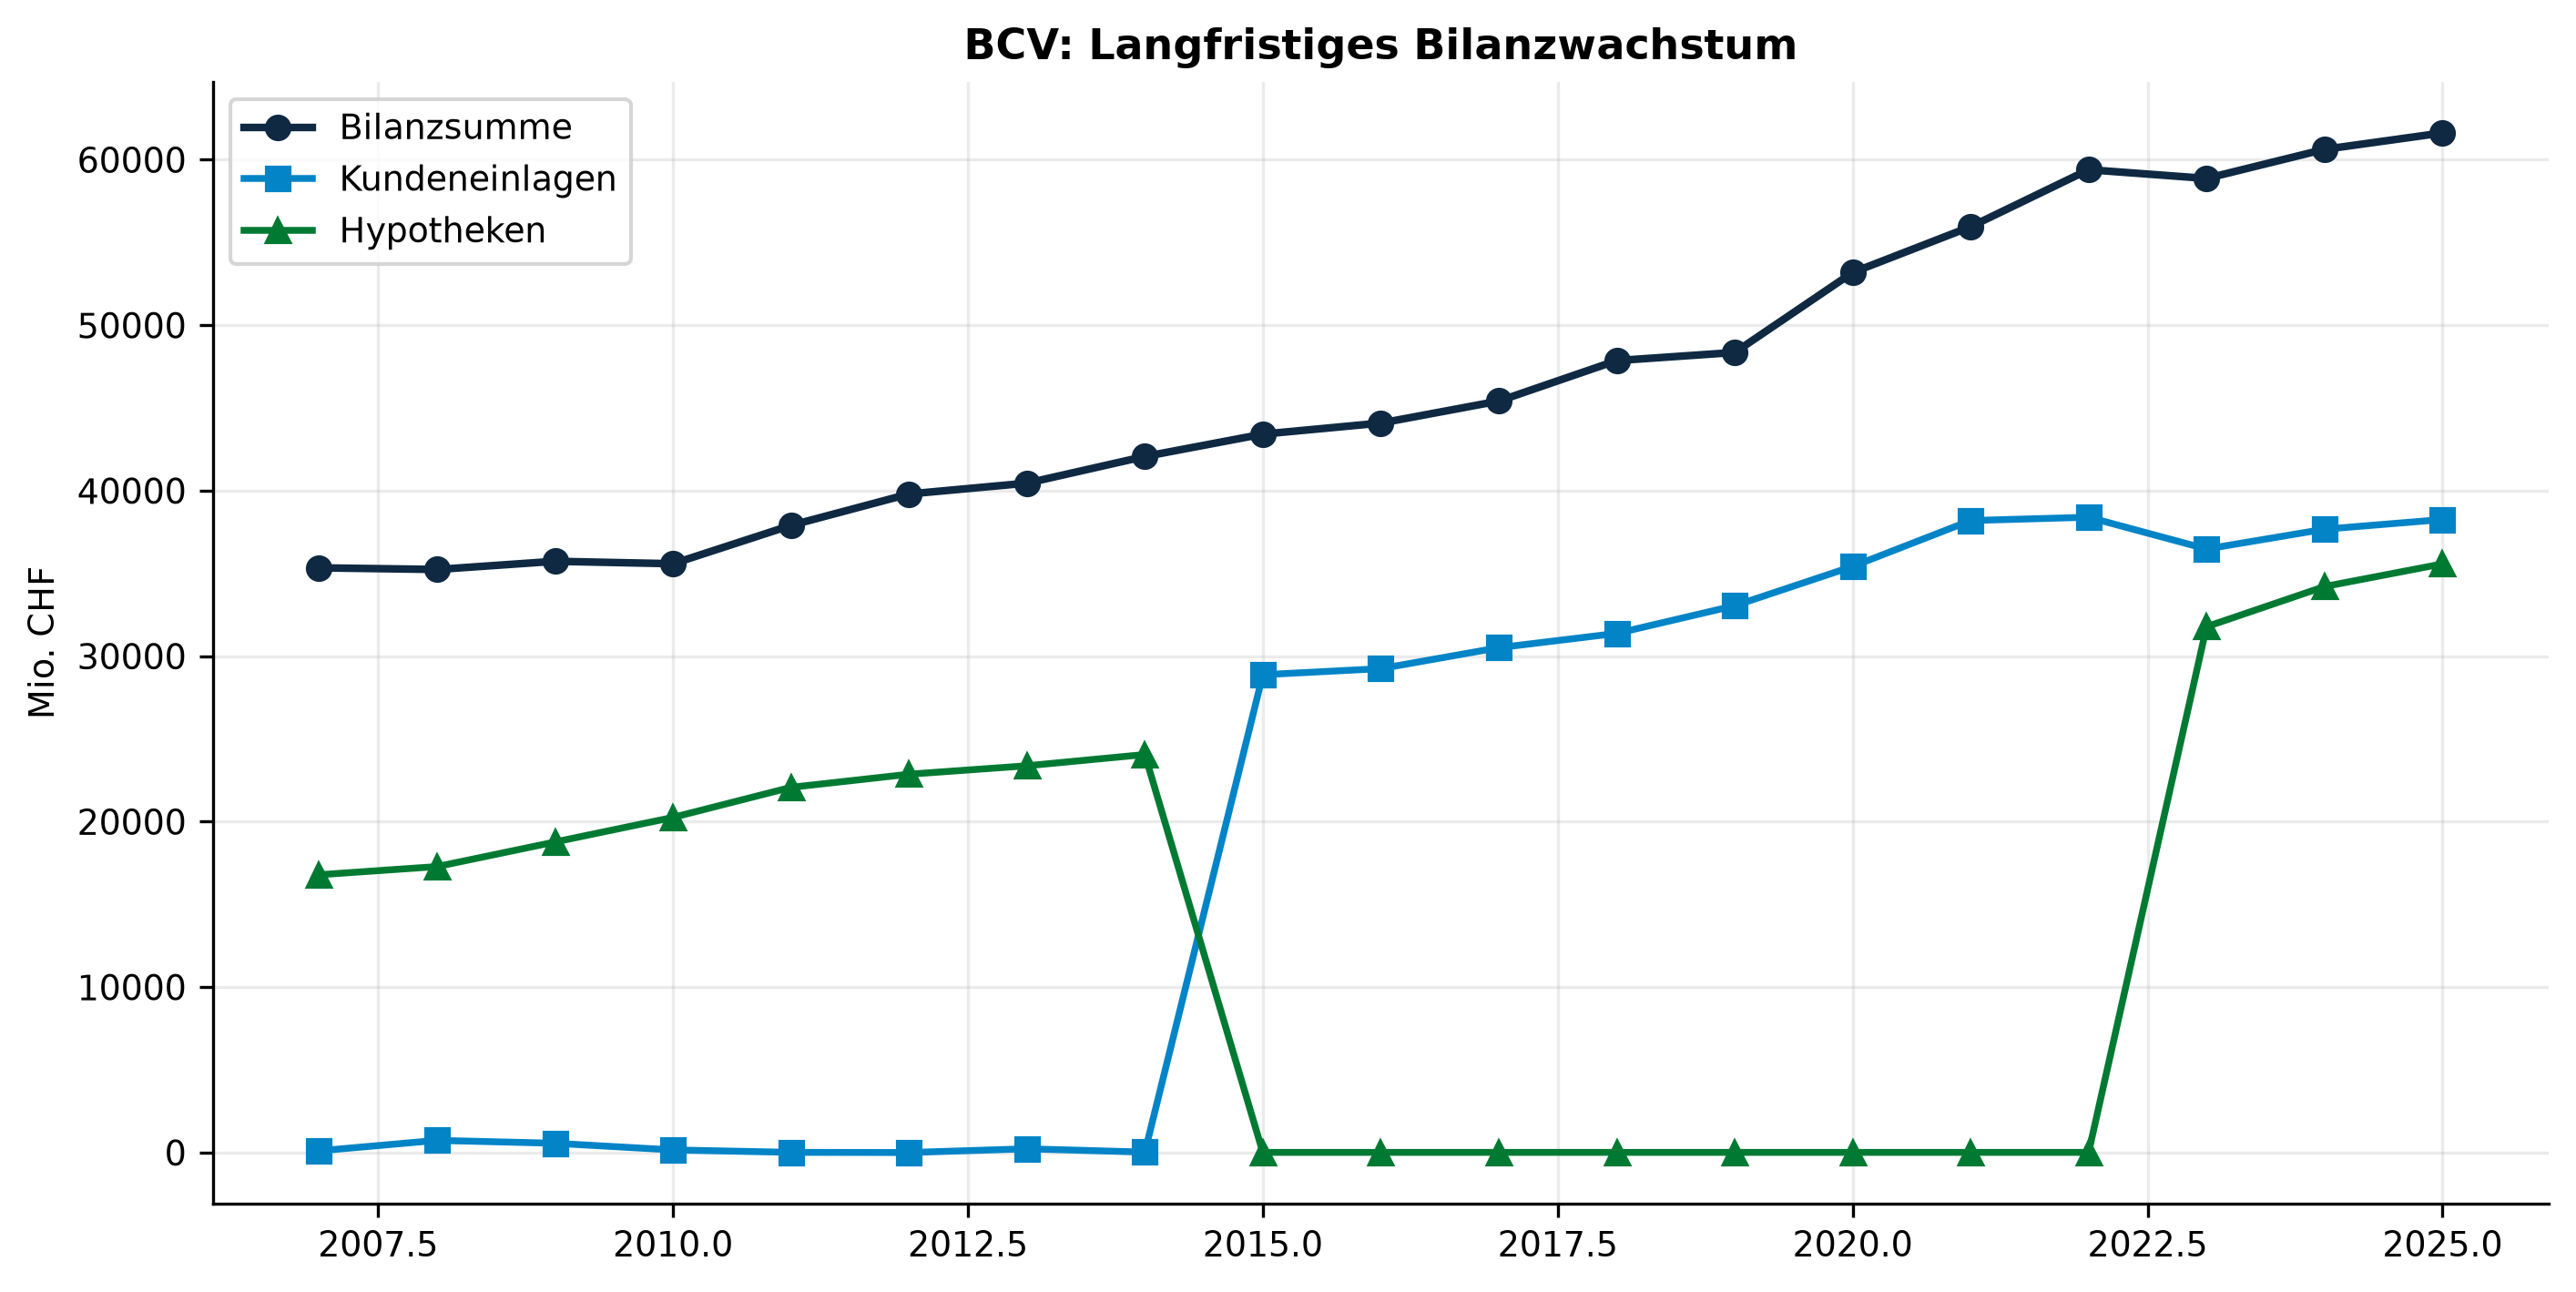 BCV: Langfristiges Bilanzwachstum
Bilanzsumme
Kundeneinlagen
Hypotheken
Mio. CHF
60000
50000
40000
30000
20000
10000
0
2007.5 2010.0 2012.5 2015.0 2017.5 2020.0 2022.5 2025.0